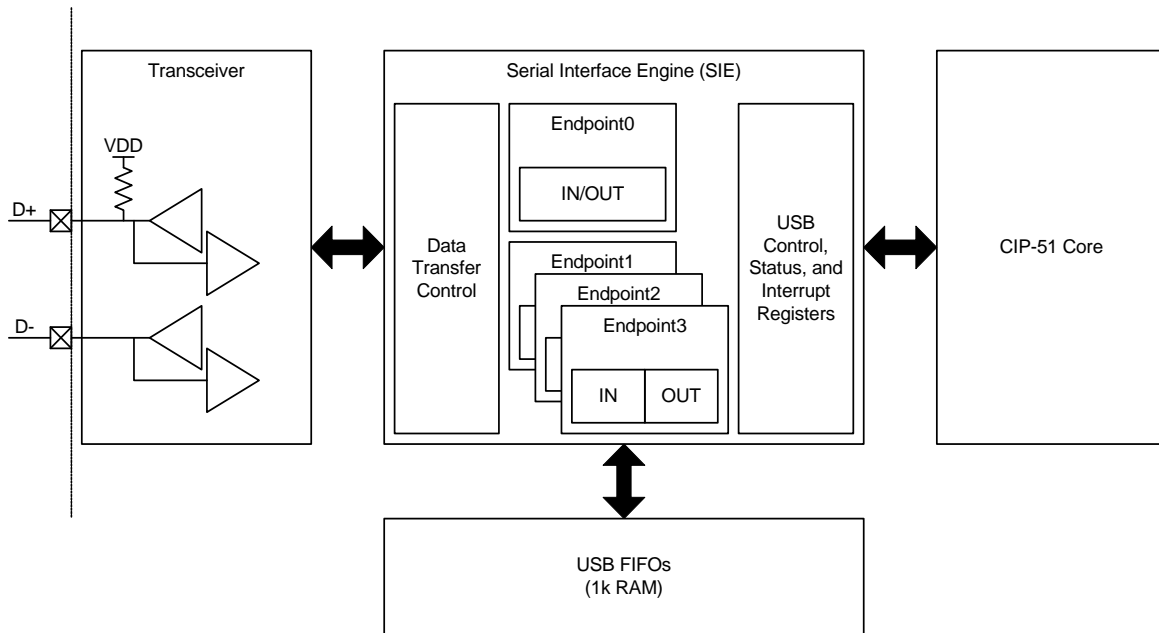 Transceiver
VDD
D+
D-
Serial Interface Engine (SIE)
Data
Transfer
Control
Endpoint0
IN/OUT
Endpoint1
Endpoint2
Endpoint3
IN
OUT
USB
Control,
Status, and
Interrupt
Registers
CIP-51 Core
USB FIFOs
(1k RAM)